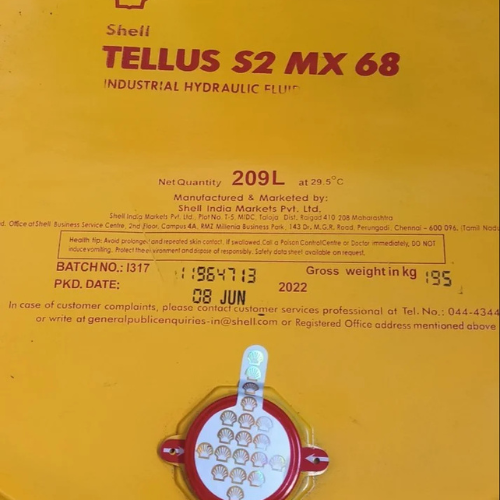 Shell
TELLUS S2 MX 68
INDUSTRIAL HYDRAULIC FLUID
Net Quantity 209L at 29.5°C
Manufactured & Marketed by:
Shell India Markets Pvt. Ltd.
Shell India Markets Pvt. Ltd., Plot No. T-5, MIDC, Taloja Dist. Raigad 410 208 Maharashtra
d. Office at Shell Business Service Centre, 2nd Floor, Campus 4A, RMZ Millenia Business Park, 143 Dr. M.G.R. Road, Perungudi, Chennai - 600 096, (Tamil Nadu
Health tip: Avoid prolonged and repeated skin contact. If swallowed Call a Poison Control Centre or Doctor immediately, DO NOT
induce vomiting. Protect the environment and dispose of responsibly. Safety data sheet available on request.
BATCH NO.: I317 11964713 Gross weight in kg 195
PKD. DATE; 08 JUN 2022
In case of customer complaints, please contact customer services professional at Tel. No.: 044-4344
or write at generalpublicenquiries-in@shell.com or Registered Office address mentioned above